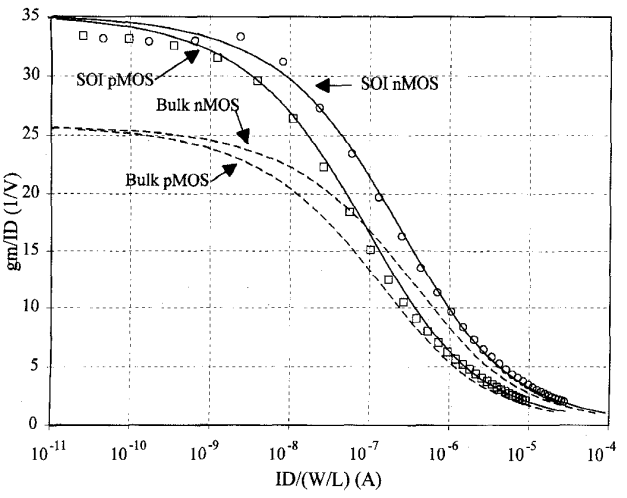 35
30
25
20
15
10
5
0
gm/ID (1/V)
SOI pMOS
Bulk nMOS
Bulk pMOS
SOI nMOS
10⁻¹¹ 10⁻¹⁰ 10⁻⁹ 10⁻⁸ 10⁻⁷ 10⁻⁶ 10⁻⁵ 10⁻⁴
ID/(W/L) (A)